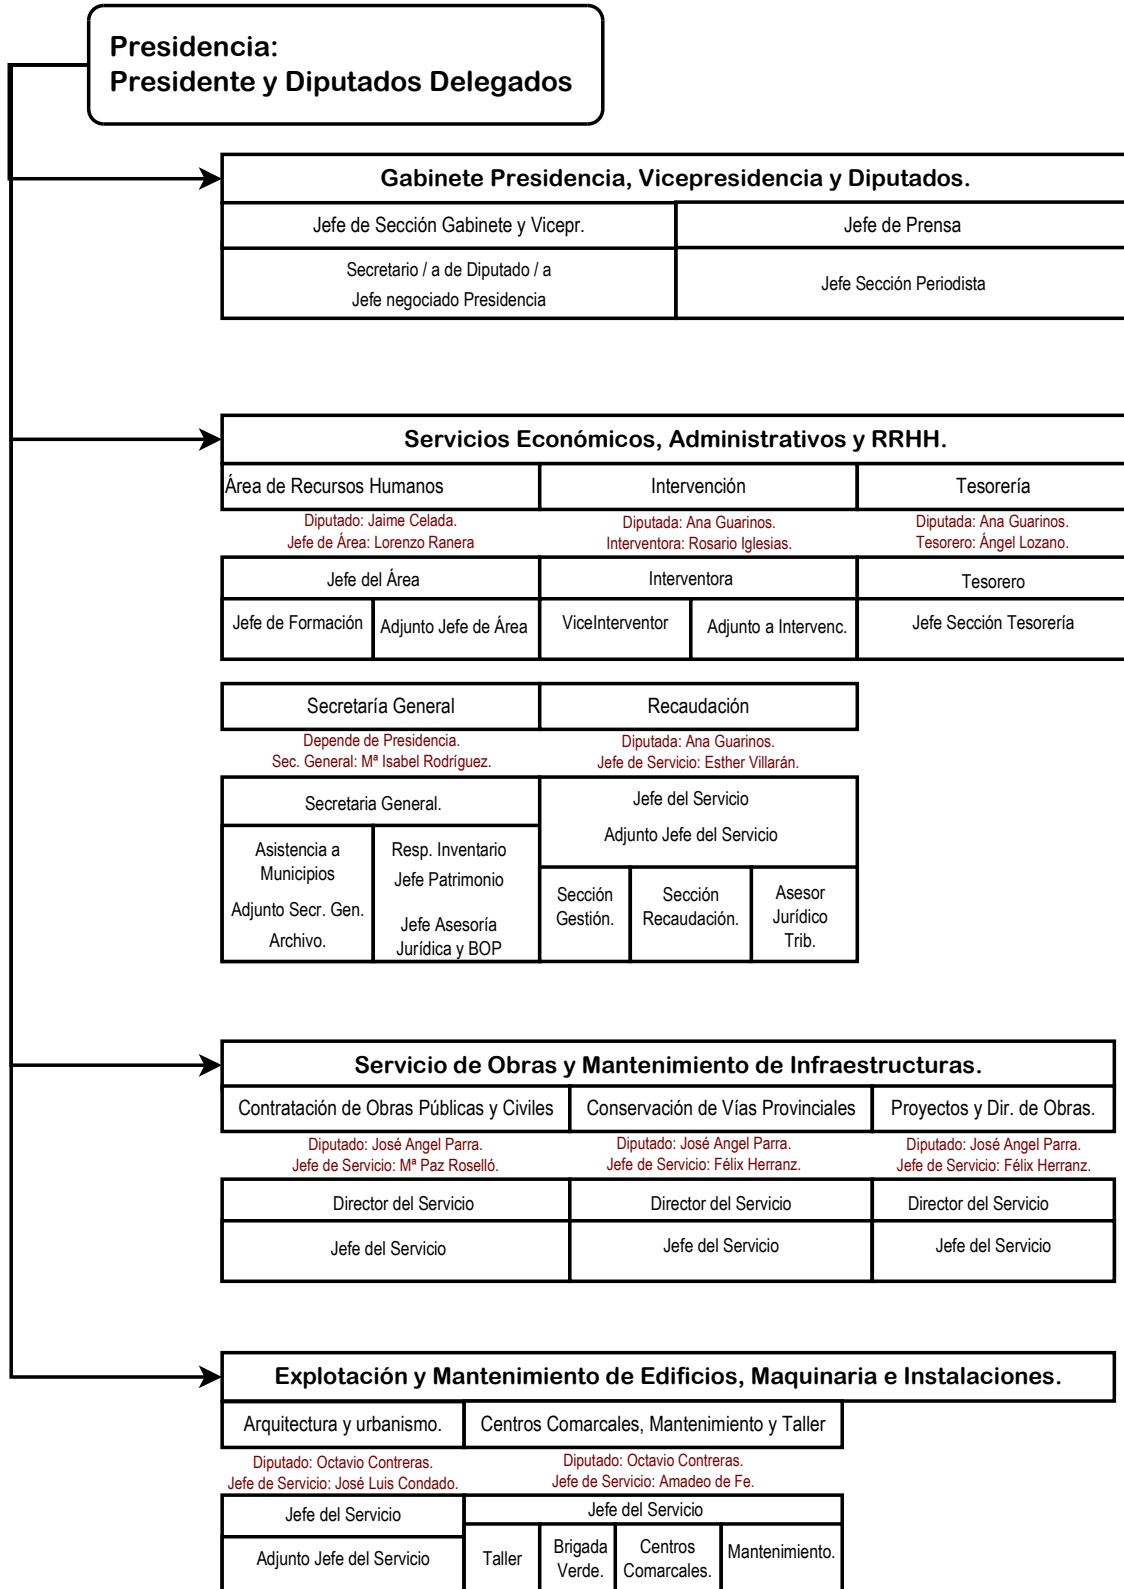 Presidencia:
Presidente y Diputados Delegados
Gabinete Presidencia, Vicepresidencia y Diputados.
Jefe de Sección Gabinete y Vicepr.
Jefe de Prensa
Secretario / a de Diputado / a
Jefe negociado Presidencia
Jefe Sección Periodista
Servicios Económicos, Administrativos y RRHH.
Área de Recursos Humanos
Intervención
Tesorería
Diputado: Jaime Celada.
Jefe de Área: Lorenzo Ranera
Diputada: Ana Guarinos.
Interventora: Rosario Iglesias.
Diputada: Ana Guarinos.
Tesorero: Ángel Lozano.
Jefe del Área
Interventora
Tesorero
Jefe de Formación
Adjunto Jefe de Área
ViceInterventor
Adjunto a Intervenc.
Jefe Sección Tesorería
Secretaría General
Recaudación
Depende de Presidencia.
Sec. General: Mª Isabel Rodríguez.
Diputada: Ana Guarinos.
Jefe de Servicio: Esther Villarán.
Secretaria General.
Jefe del Servicio
Adjunto Jefe del Servicio
Asistencia a
Municipios
Adjunto Secr. Gen.
Archivo.
Resp. Inventario
Jefe Patrimonio
Jefe Asesoría
Jurídica y BOP
Sección
Gestión.
Sección
Recaudación.
Asesor
Jurídico
Trib.
Servicio de Obras y Mantenimiento de Infraestructuras.
Contratación de Obras Públicas y Civiles
Conservación de Vías Provinciales
Proyectos y Dir. de Obras.
Diputado: José Angel Parra.
Jefe de Servicio: Mª Paz Roselló.
Diputado: José Angel Parra.
Jefe de Servicio: Félix Herranz.
Diputado: José Angel Parra.
Jefe de Servicio: Félix Herranz.
Director del Servicio
Director del Servicio
Director del Servicio
Jefe del Servicio
Jefe del Servicio
Jefe del Servicio
Explotación y Mantenimiento de Edificios, Maquinaria e Instalaciones.
Arquitectura y urbanismo.
Centros Comarcales, Mantenimiento y Taller
Diputado: Octavio Contreras.
Jefe de Servicio: José Luis Condado.
Diputado: Octavio Contreras.
Jefe de Servicio: Amadeo de Fe.
Jefe del Servicio
Jefe del Servicio
Adjunto Jefe del Servicio
Taller
Brigada
Verde.
Centros
Comarcales.
Mantenimiento.